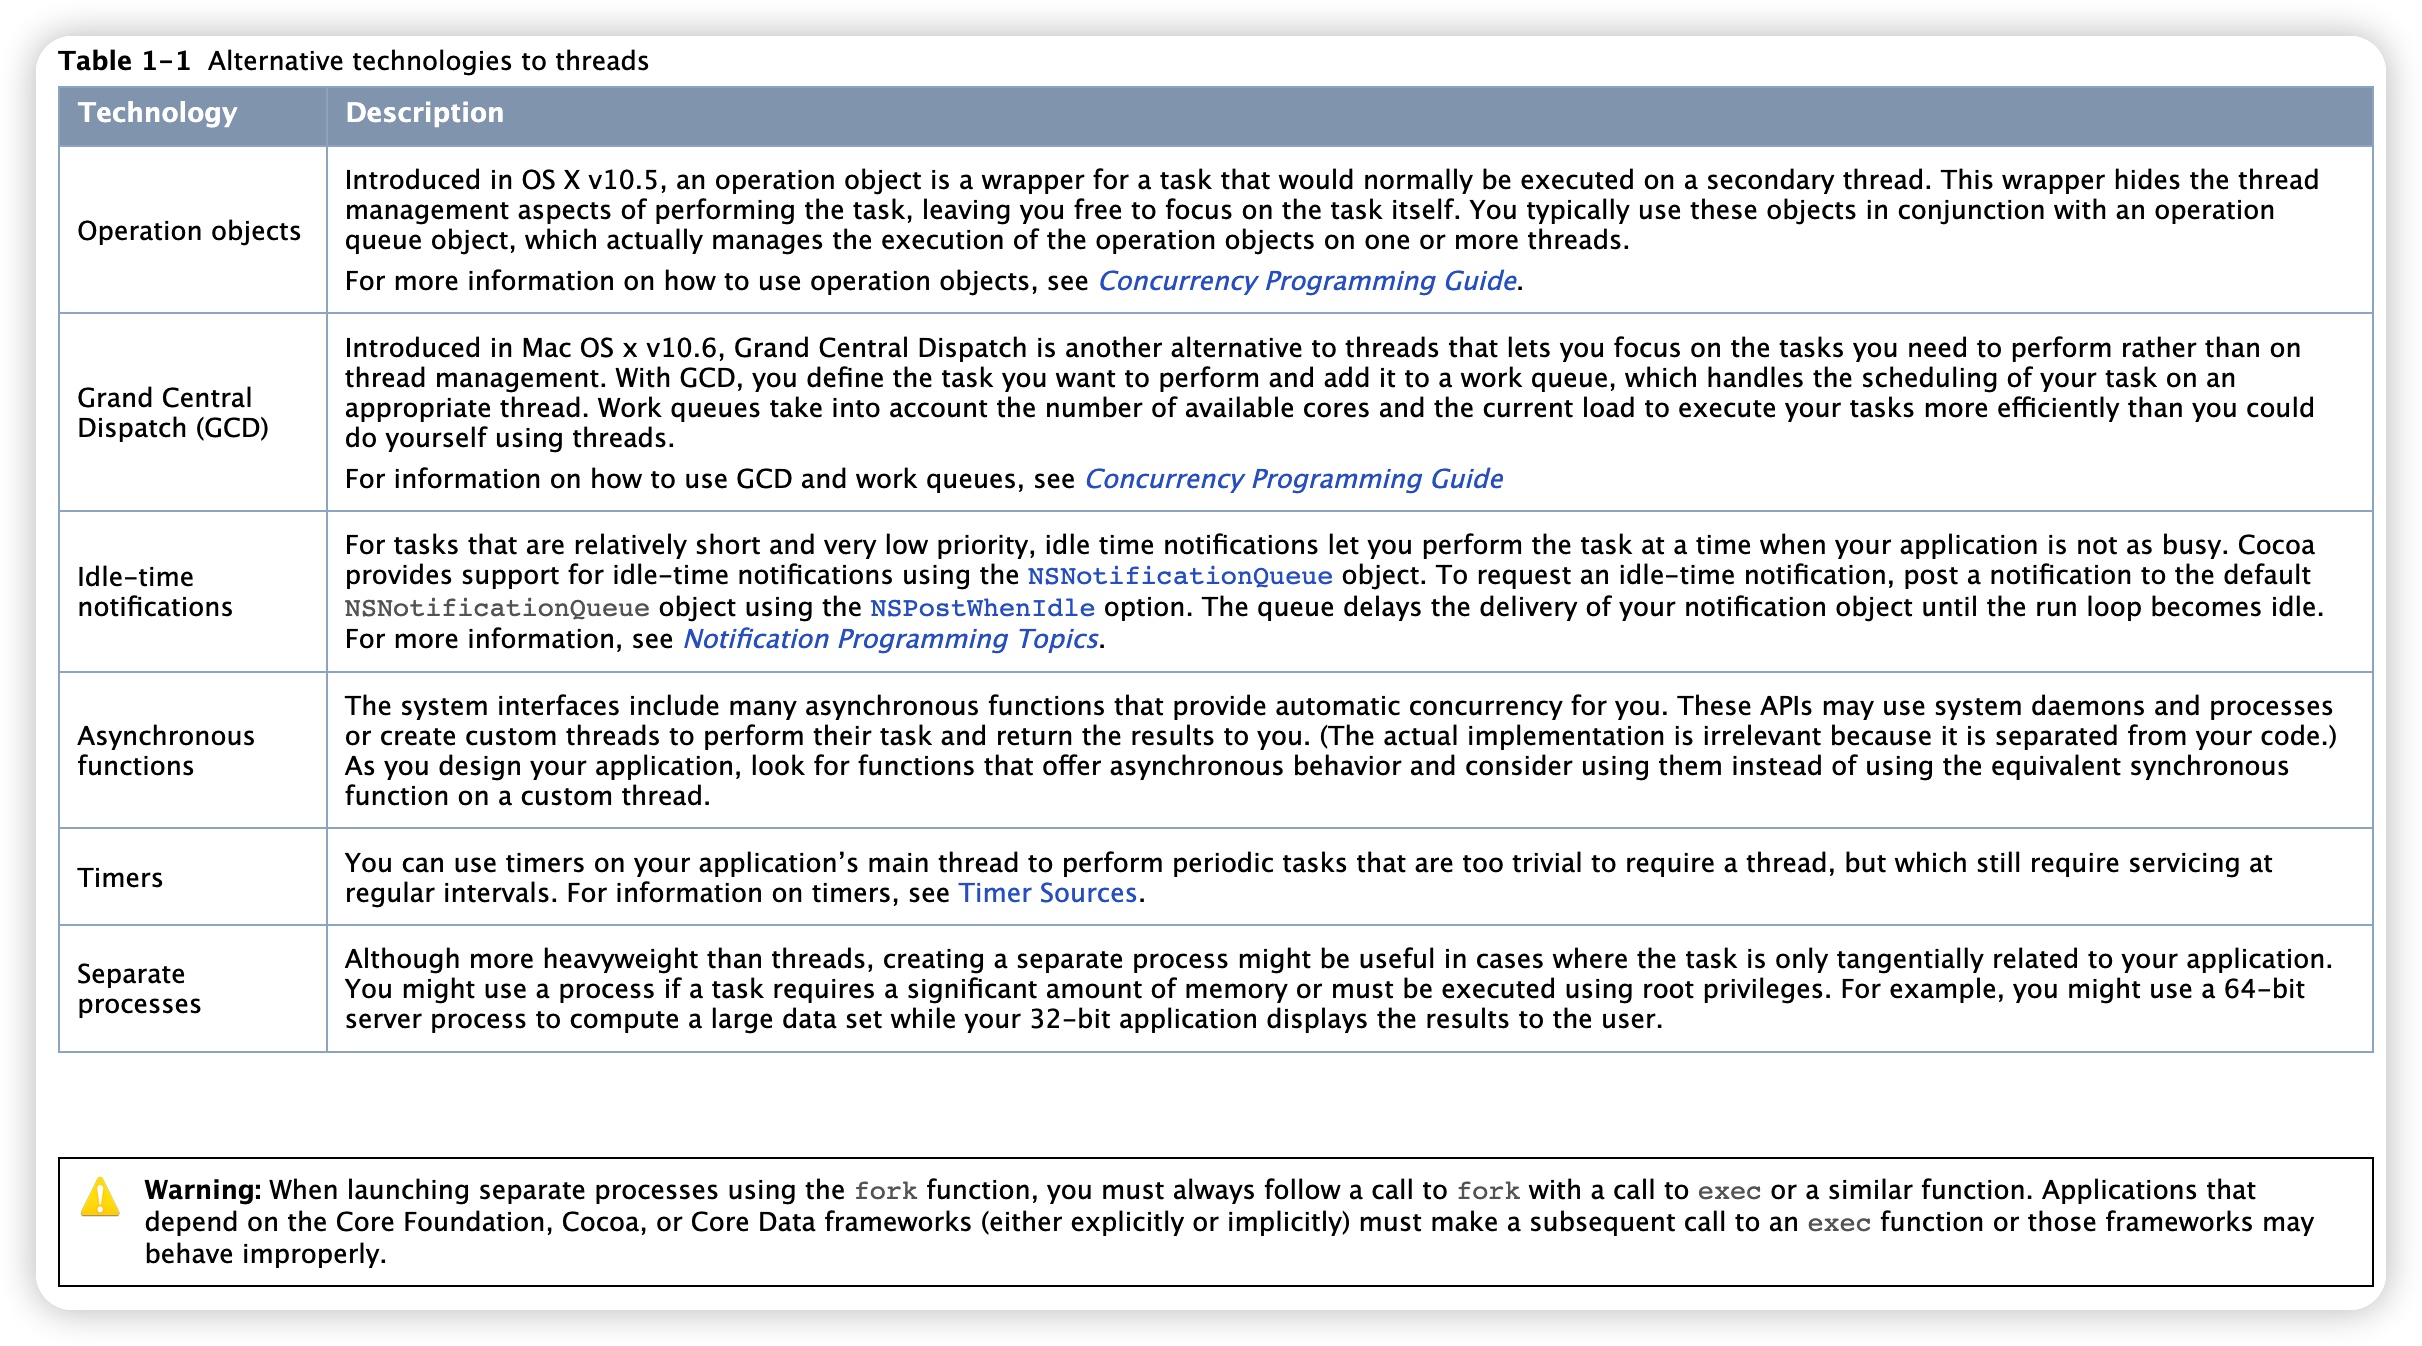 Table 1-1 Alternative technologies to threads
Technology
Description
Operation objects
Introduced in OS X v10.5, an operation object is a wrapper for a task that would normally be executed on a secondary thread. This wrapper hides the thread
management aspects of performing the task, leaving you free to focus on the task itself. You typically use these objects in conjunction with an operation
queue object, which actually manages the execution of the operation objects on one or more threads.
For more information on how to use operation objects, see Concurrency Programming Guide.
Grand Central
Dispatch (GCD)
Introduced in Mac OS x v10.6, Grand Central Dispatch is another alternative to threads that lets you focus on the tasks you need to perform rather than on
thread management. With GCD, you define the task you want to perform and add it to a work queue, which handles the scheduling of your task on an
appropriate thread. Work queues take into account the number of available cores and the current load to execute your tasks more efficiently than you could
do yourself using threads.
For information on how to use GCD and work queues, see Concurrency Programming Guide
Idle-time
notifications
For tasks that are relatively short and very low priority, idle time notifications let you perform the task at a time when your application is not as busy. Cocoa
provides support for idle-time notifications using the NSNotificationQueue object. To request an idle-time notification, post a notification to the default
NSNotificationQueue object using the NSPostWhenIdle option. The queue delays the delivery of your notification object until the run loop becomes idle.
For more information, see Notification Programming Topics.
Asynchronous
functions
The system interfaces include many asynchronous functions that provide automatic concurrency for you. These APIs may use system daemons and processes
or create custom threads to perform their task and return the results to you. (The actual implementation is irrelevant because it is separated from your code.)
As you design your application, look for functions that offer asynchronous behavior and consider using them instead of using the equivalent synchronous
function on a custom thread.
Timers
You can use timers on your application’s main thread to perform periodic tasks that are too trivial to require a thread, but which still require servicing at
regular intervals. For information on timers, see Timer Sources.
Separate
processes
Although more heavyweight than threads, creating a separate process might be useful in cases where the task is only tangentially related to your application.
You might use a process if a task requires a significant amount of memory or must be executed using root privileges. For example, you might use a 64-bit
server process to compute a large data set while your 32-bit application displays the results to the user.
Warning: When launching separate processes using the fork function, you must always follow a call to fork with a call to exec or a similar function. Applications that
depend on the Core Foundation, Cocoa, or Core Data frameworks (either explicitly or implicitly) must make a subsequent call to an exec function or those frameworks may
behave improperly.